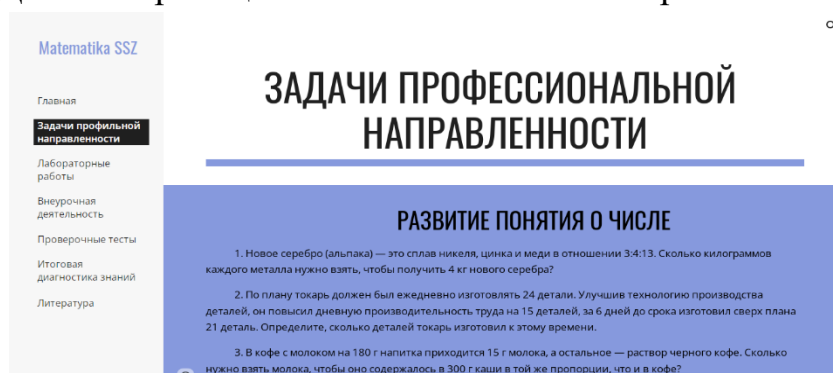 Matematika SSZ
Главная
Задачи профильной
направленности
Лабораторные
работы
Внеурочная
деятельность
Проверочные тесты
Итоговая
диагностика знаний
Литература
ЗАДАЧИ ПРОФЕССИОНАЛЬНОЙ
НАПРАВЛЕННОСТИ
РАЗВИТИЕ ПОНЯТИЯ О ЧИСЛЕ
1. Новое серебро (альпака) — это сплав никеля, цинка и меди в отношении 3:4:13. Сколько килограммов
каждого металла нужно взять, чтобы получить 4 кг нового серебра?
2. По плану токарь должен был ежедневно изготовлять 24 детали. Улучшив технологию производства
деталей, он повысил дневную производительность труда на 15 деталей, за 6 дней до срока изготовил сверх плана
21 деталь. Определите, сколько деталей токарь изготовил к этому времени.
3. В кофе с молоком на 180 г напитка приходится 15 г молока, а остальное — раствор черного кофе. Сколько
нужно взять молока, чтобы оно содержалось в 300 г каши в той же пропорции, что и в кофе?